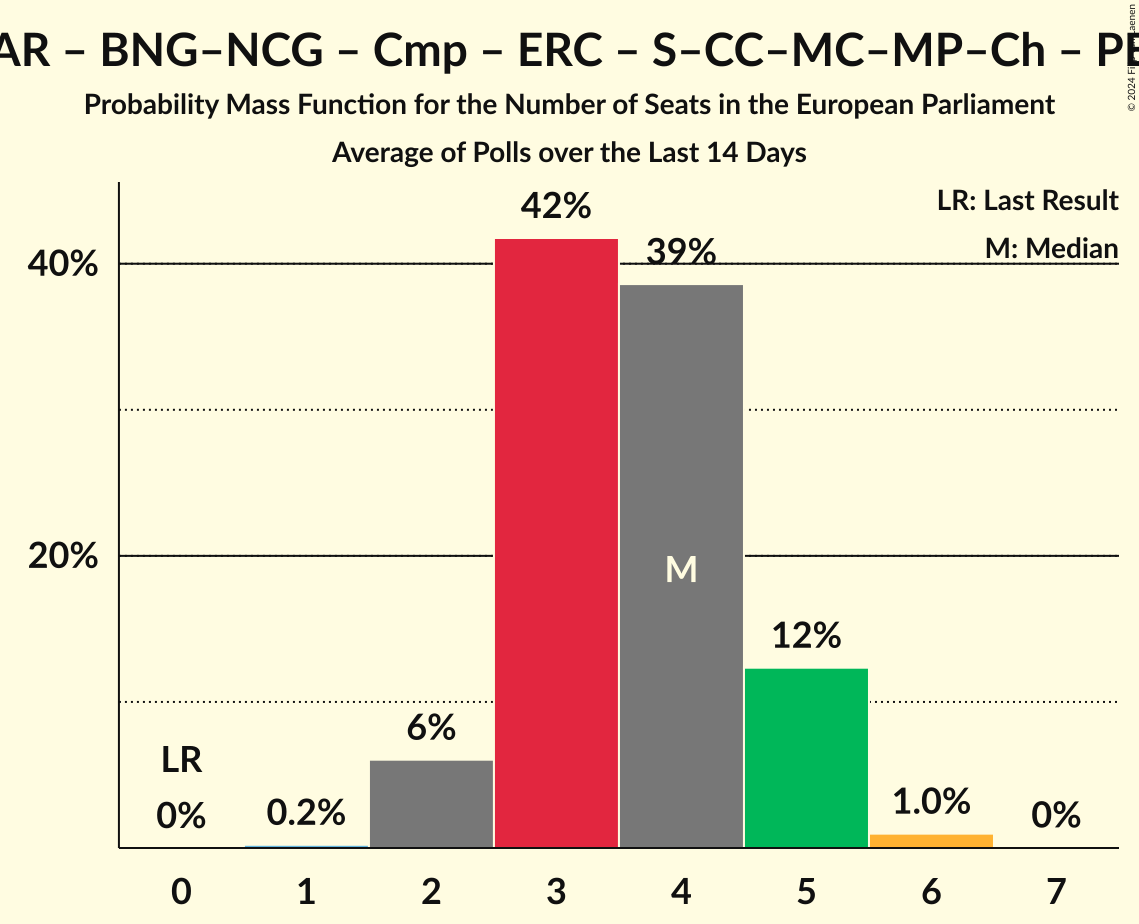 AR – BNG–NCG – Cmp – ERC – S–CC–MC–MP–Ch –
Probability Mass Function for the Number of Seats in the European Parliament
Average of Polls over the Last 14 Days
© 2024
LR: Last Result
M: Median
42%
39%
40%
M
20%
12%
6%
LR
0%
0.2%
1.0%
0%
0 1 2 3 4 5 6 7